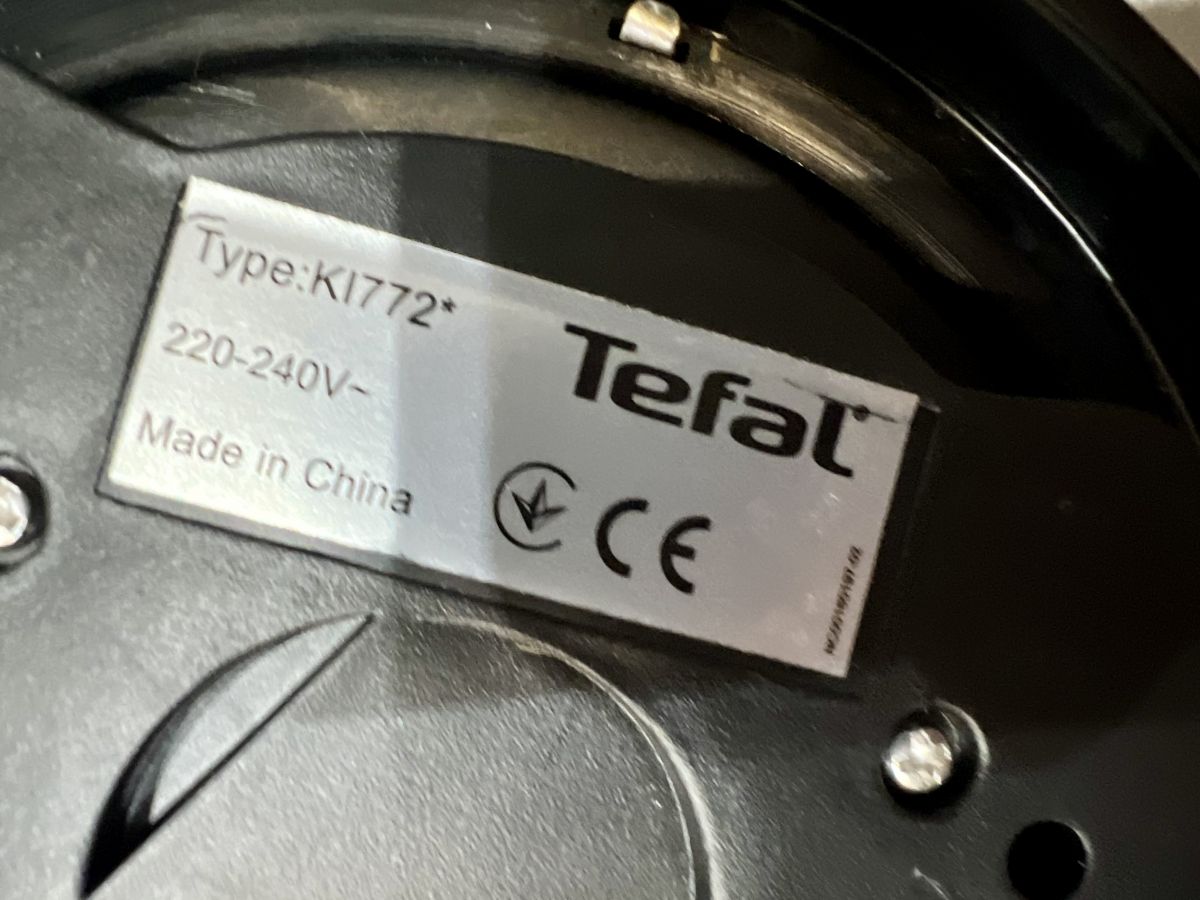 Type:KI772*
220-240V~
Made in China
Tefal
CE